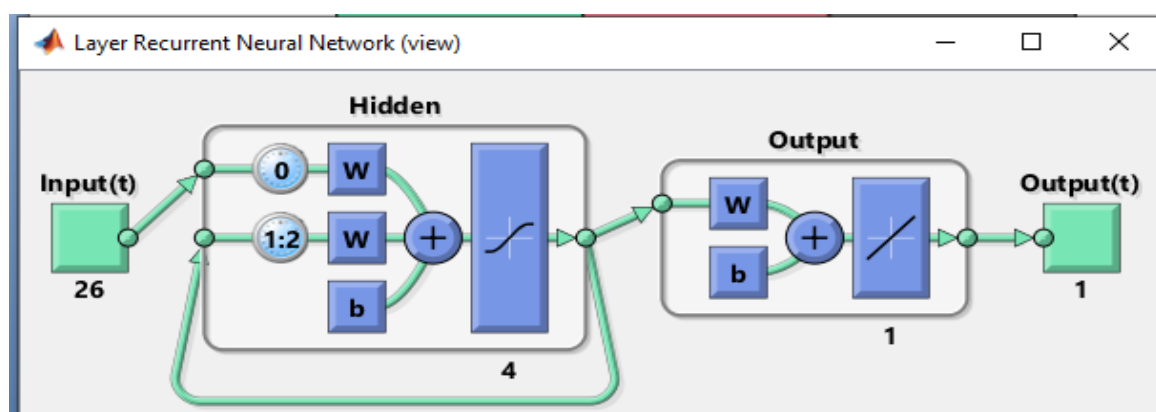 Layer Recurrent Neural Network (view)
Hidden
Output
Input(t)
Output(t)
0
W
1:2
W
b
+
W
b
+
26
4
1
1